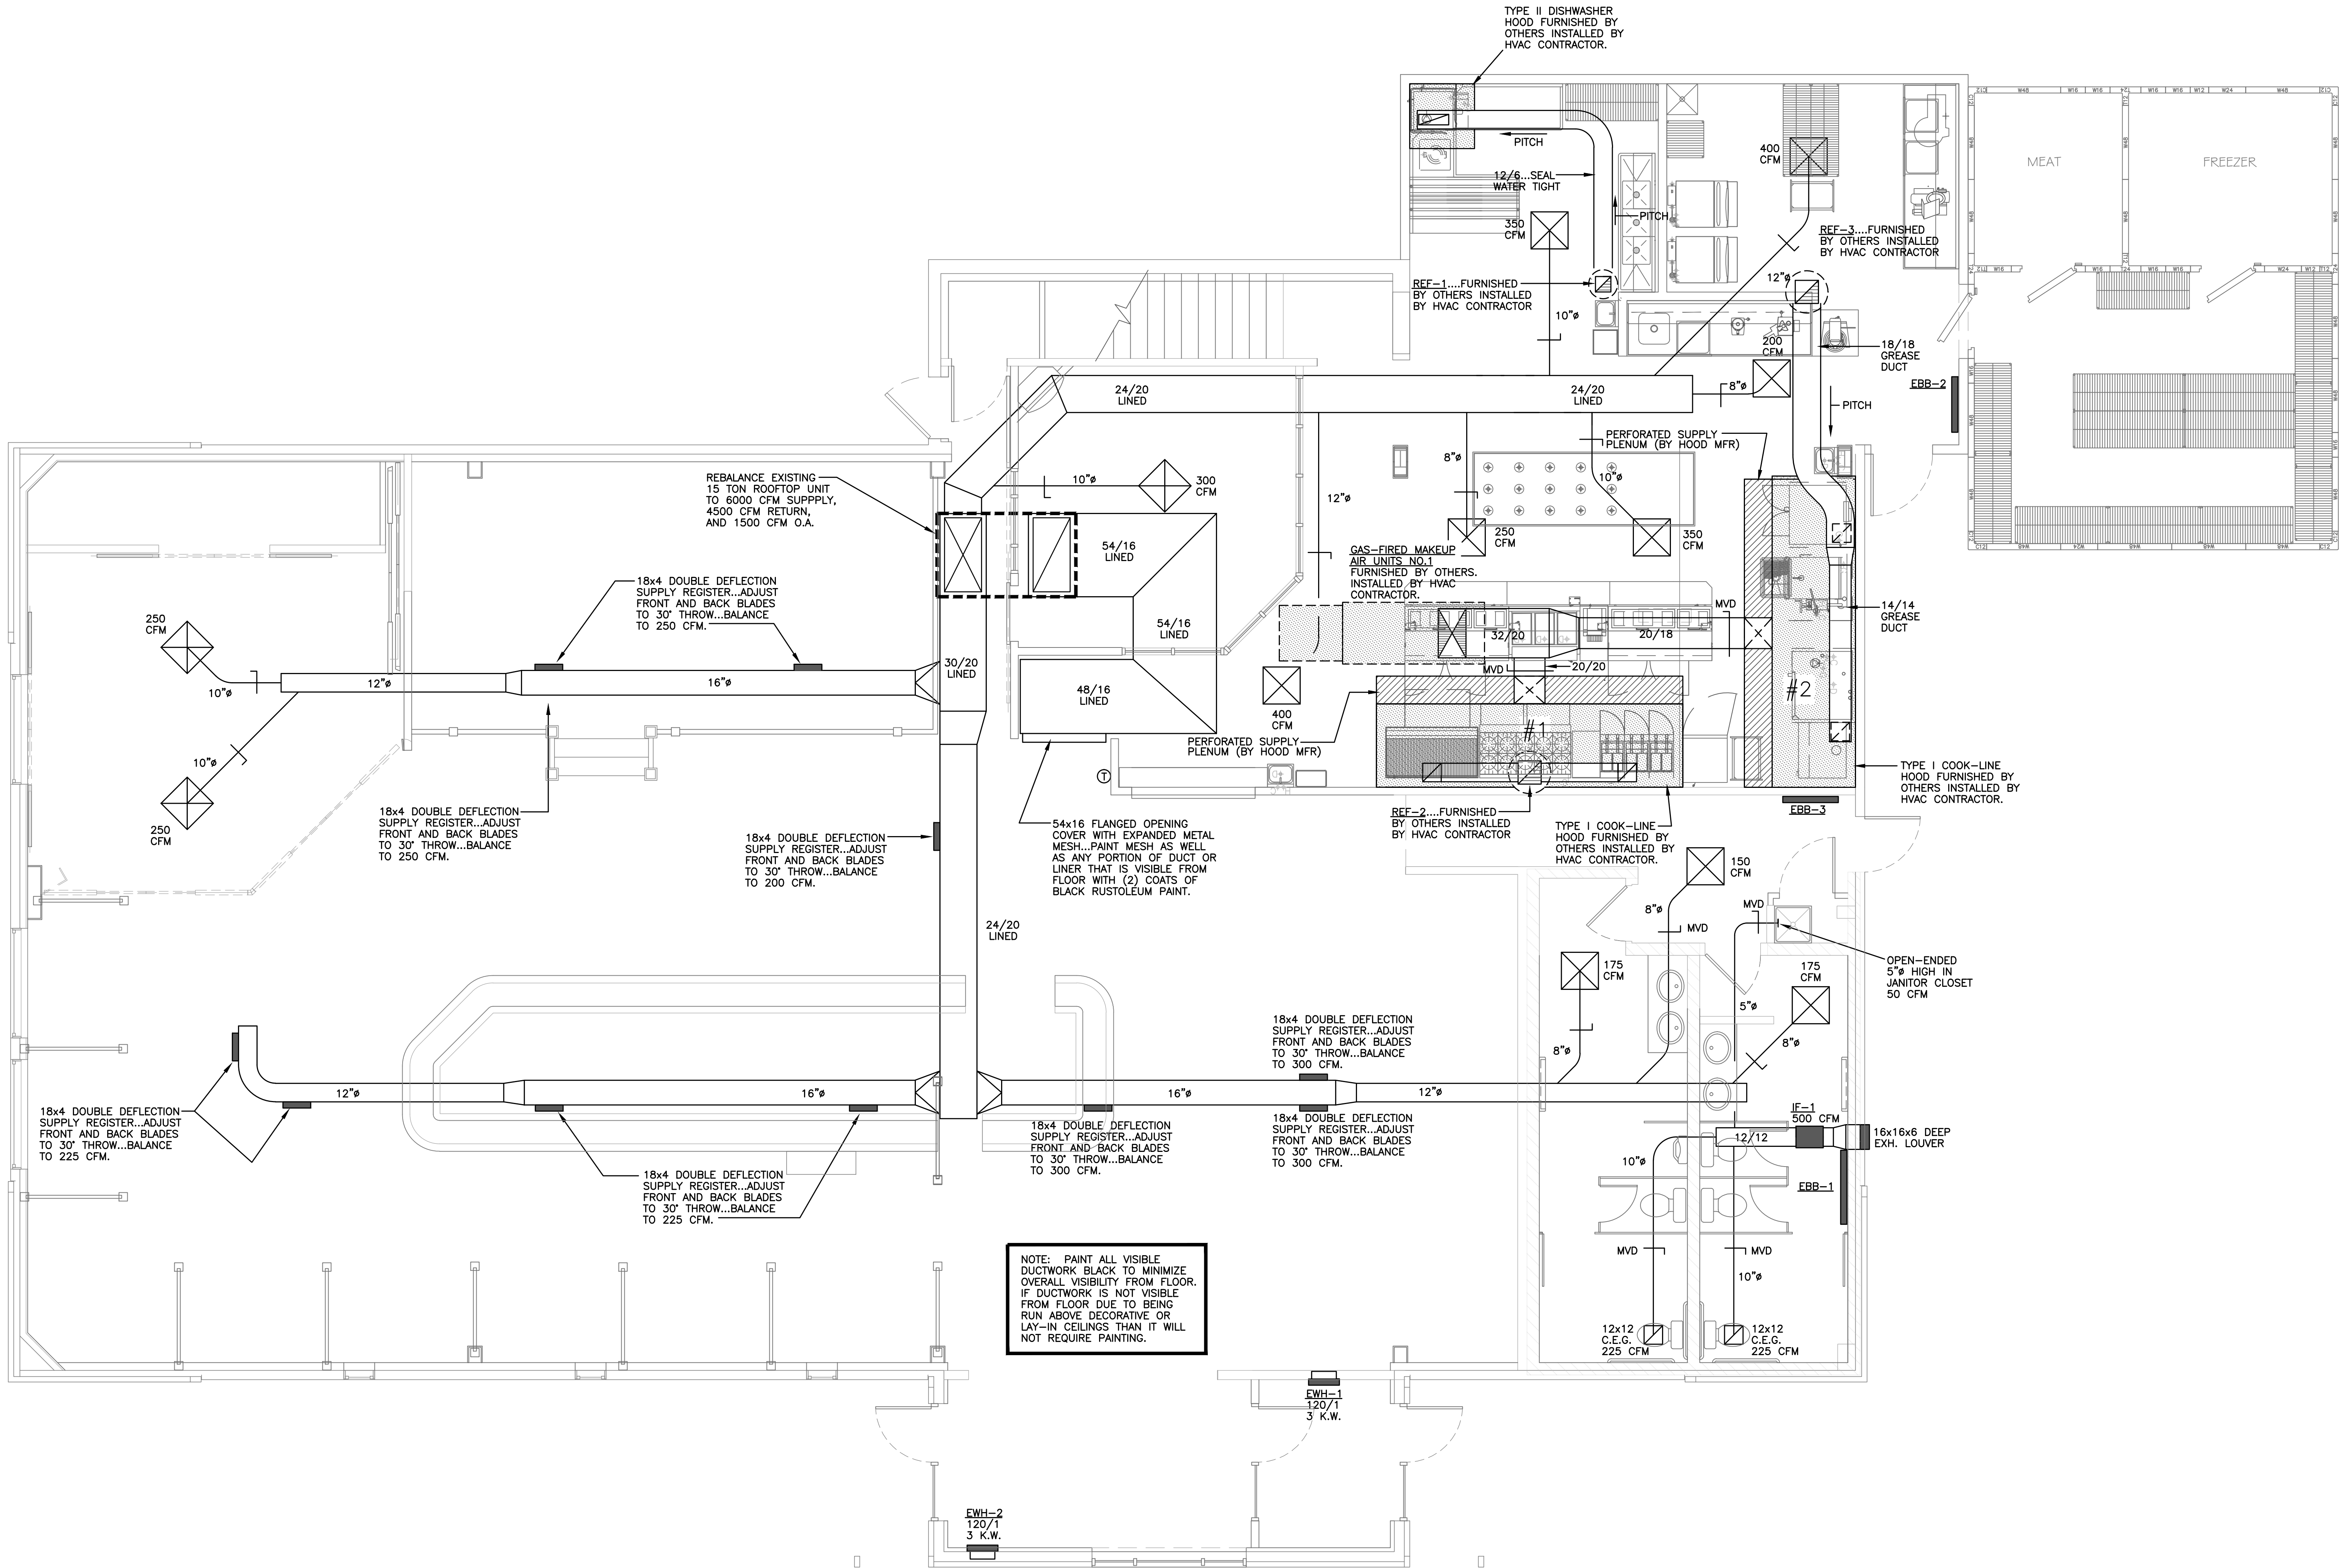 TYPE II DISHWASHER
HOOD FURNISHED BY
OTHERS INSTALLED BY
HVAC CONTRACTOR.
PITCH
12/6...SEAL
WATER TIGHT
PITCH
350
CFM
400
CFM
REF-3....FURNISHED
BY OTHERS INSTALLED
BY HVAC CONTRACTOR
REF-1....FURNISHED
BY OTHERS INSTALLED
BY HVAC CONTRACTOR
12"ø
10"ø
200
CFM
18/18
GREASE
DUCT
8"ø
PITCH
EBB-2
MEAT
FREEZER
C12
W48
W16
W16
T24
W16
W16
W12
W24
W48
C12
24/20
LINED
24/20
LINED
PERFORATED SUPPLY
PLENUM (BY HOOD MFR)
REBALANCE EXISTING
15 TON ROOFTOP UNIT
TO 6000 CFM SUPPPLY,
4500 CFM RETURN,
AND 1500 CFM O.A.
10"ø
300
CFM
12"ø
8"ø
10"ø
250
CFM
350
CFM
54/16
LINED
54/16
LINED
48/16
LINED
30/20
LINED
GAS-FIRED MAKEUP
AIR UNITS NO.1
FURNISHED BY OTHERS.
INSTALLED BY HVAC
CONTRACTOR.
MVD
32/20
20/18
MVD
20/20
14/14
GREASE
DUCT
#2
#1
400
CFM
PERFORATED SUPPLY
PLENUM (BY HOOD MFR)
18x4 DOUBLE DEFLECTION
SUPPLY REGISTER...ADJUST
FRONT AND BACK BLADES
TO 30° THROW...BALANCE
TO 250 CFM.
250
CFM
10"ø
12"ø
16"ø
10"ø
250
CFM
18x4 DOUBLE DEFLECTION
SUPPLY REGISTER...ADJUST
FRONT AND BACK BLADES
TO 30° THROW...BALANCE
TO 250 CFM.
18x4 DOUBLE DEFLECTION
SUPPLY REGISTER...ADJUST
FRONT AND BACK BLADES
TO 30° THROW...BALANCE
TO 200 CFM.
T
54x16 FLANGED OPENING
COVER WITH EXPANDED METAL
MESH...PAINT MESH AS WELL
AS ANY PORTION OF DUCT OR
LINER THAT IS VISIBLE FROM
FLOOR WITH (2) COATS OF
BLACK RUSTOLEUM PAINT.
REF-2....FURNISHED
BY OTHERS INSTALLED
BY HVAC CONTRACTOR
TYPE I COOK-LINE
HOOD FURNISHED BY
OTHERS INSTALLED BY
HVAC CONTRACTOR.
EBB-3
TYPE I COOK-LINE
HOOD FURNISHED BY
OTHERS INSTALLED BY
HVAC CONTRACTOR.
24/20
LINED
150
CFM
8"ø
MVD
MVD
175
CFM
8"ø
5"ø
175
CFM
8"ø
OPEN-ENDED
5"ø HIGH IN
JANITOR CLOSET
50 CFM
18x4 DOUBLE DEFLECTION
SUPPLY REGISTER...ADJUST
FRONT AND BACK BLADES
TO 30° THROW...BALANCE
TO 300 CFM.
12"ø
16"ø
16"ø
12"ø
18x4 DOUBLE DEFLECTION
SUPPLY REGISTER...ADJUST
FRONT AND BACK BLADES
TO 30° THROW...BALANCE
TO 225 CFM.
18x4 DOUBLE DEFLECTION
SUPPLY REGISTER...ADJUST
FRONT AND BACK BLADES
TO 30° THROW...BALANCE
TO 225 CFM.
18x4 DOUBLE DEFLECTION
SUPPLY REGISTER...ADJUST
FRONT AND BACK BLADES
TO 30° THROW...BALANCE
TO 300 CFM.
18x4 DOUBLE DEFLECTION
SUPPLY REGISTER...ADJUST
FRONT AND BACK BLADES
TO 30° THROW...BALANCE
TO 300 CFM.
IF-1
500 CFM
12/12
16x16x6 DEEP
EXH. LOUVER
10"ø
EBB-1
MVD
MVD
10"ø
12x12
C.E.G.
225 CFM
12x12
C.E.G.
225 CFM
NOTE: PAINT ALL VISIBLE
DUCTWORK BLACK TO MINIMIZE
OVERALL VISIBILITY FROM FLOOR.
IF DUCTWORK IS NOT VISIBLE
FROM FLOOR DUE TO BEING
RUN ABOVE DECORATIVE OR
LAY-IN CEILINGS THAN IT WILL
NOT REQUIRE PAINTING.
EWH-1
120/1
3 K.W.
EWH-2
120/1
3 K.W.